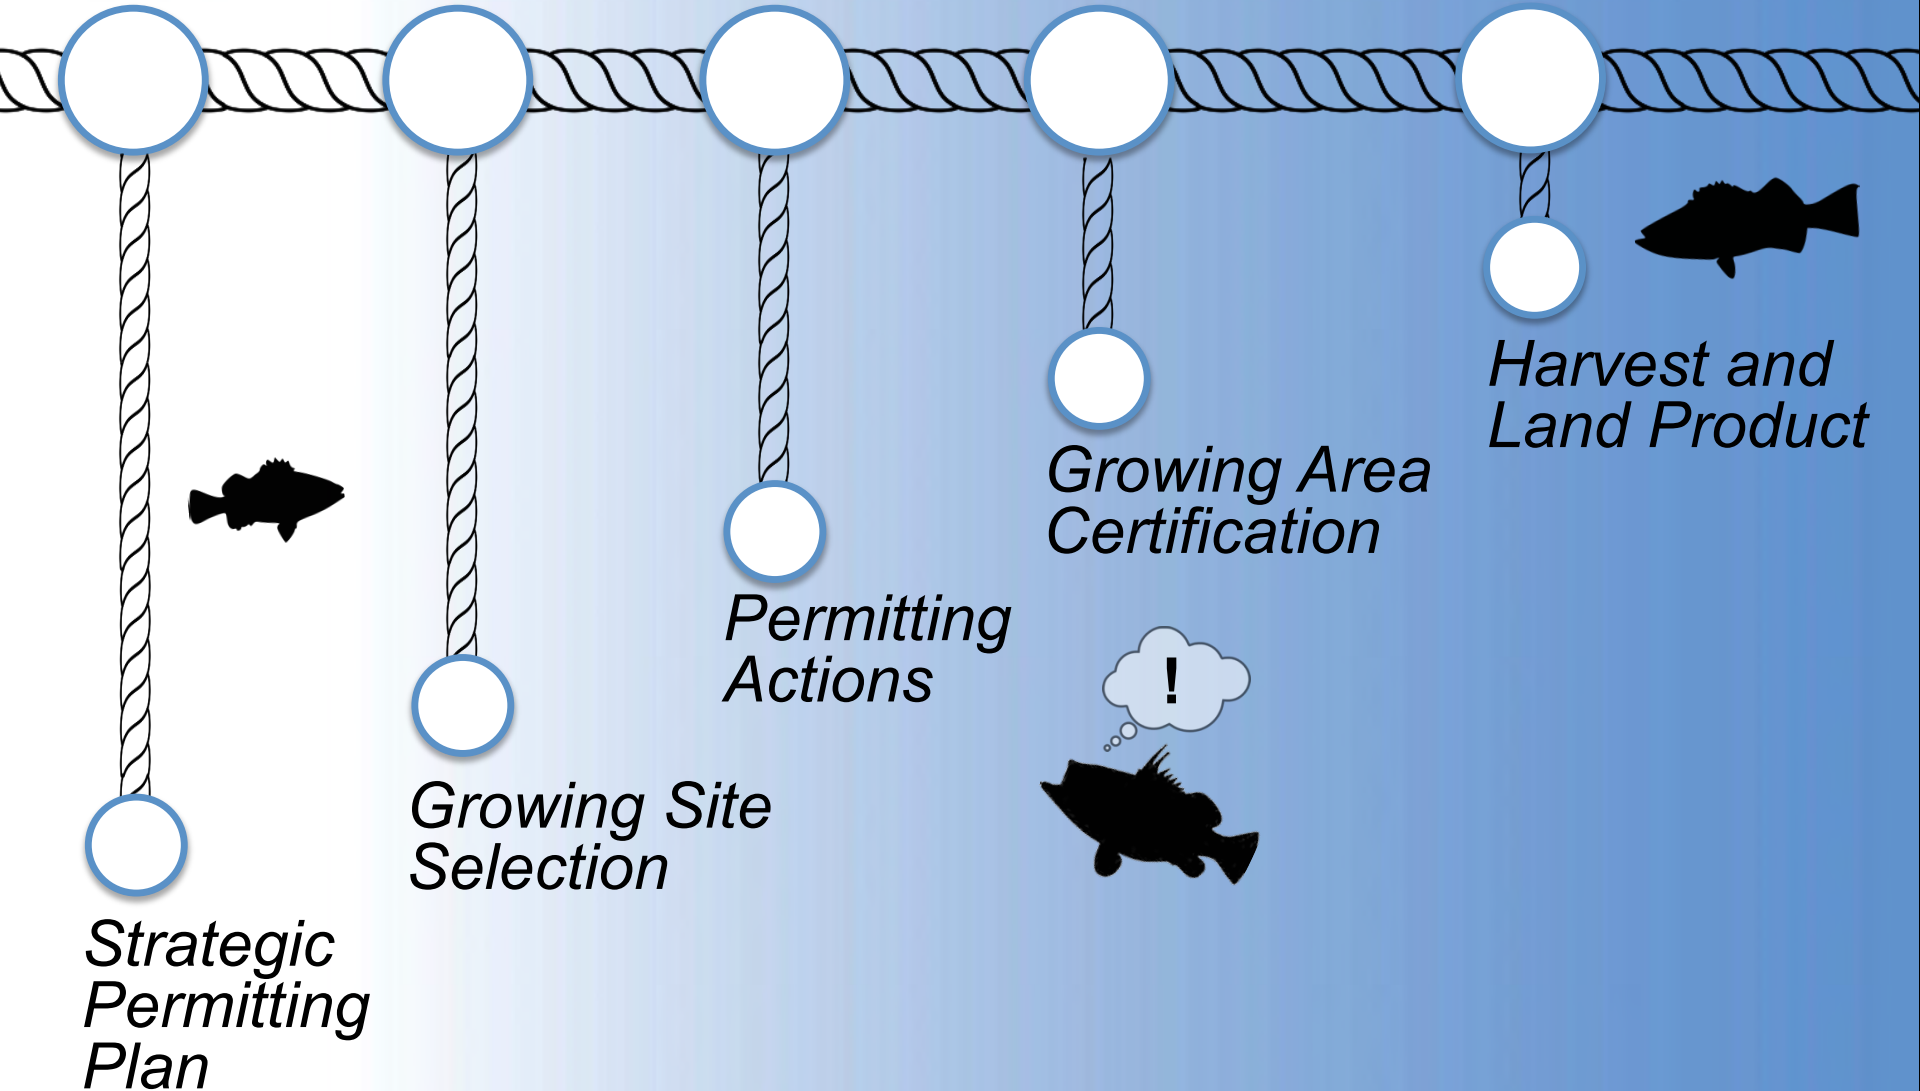 Strategic
Permitting
Plan
Growing Site
Selection
Permitting
Actions
Growing Area
Certification
Harvest and
Land Product
!